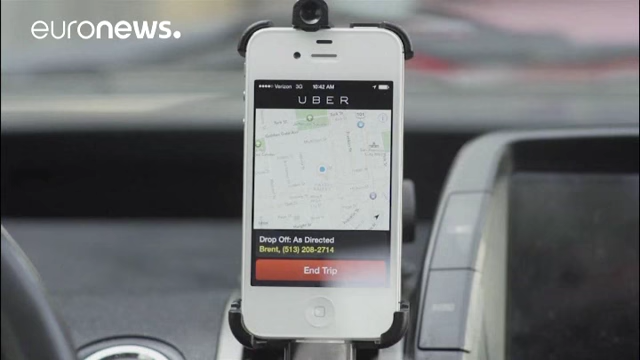 euronews.
Verizon 3G 10:42 AM
UBER
Drop Off: As Directed
Brent, (513) 208-2714
End Trip